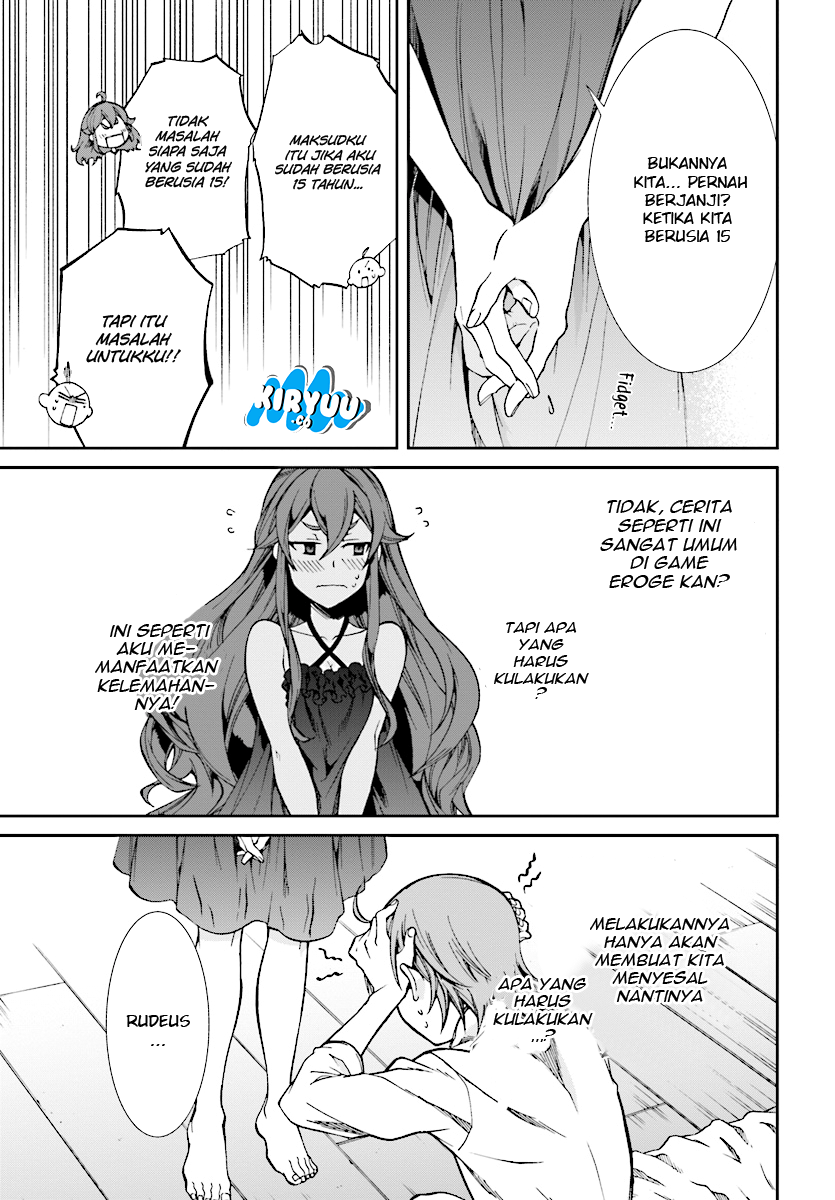 BUKANNYA
KITA... PERNAH
BERJANJI?
KETIKA KITA
BERUSIA 15
Fidget...
MAKSUDKU
ITU JIKA AKU
SUDAH BERUSIA
15 TAHUN...
TIDAK
MASALAH
SIAPA SAJA
YANG SUDAH
BERUSIA 15!
TAPI ITU
MASALAH
UNTUKKU!!
KIRYUU
.CO
TIDAK, CERITA
SEPERTI INI
SANGAT UMUM
DI GAME
EROGE KAN?
TAPI APA
YANG
HARUS
KULAKUKAN
?
INI SEPERTI
AKU ME-
MANFAATKAN
KELEMAHAN-
NYA!
MELAKUKANNYA
HANYA AKAN
MEMBUAT KITA
MENYESAL
NANTINYA
APA YANG
HARUS
KULAKUKAN
...?
RUDEUS
...